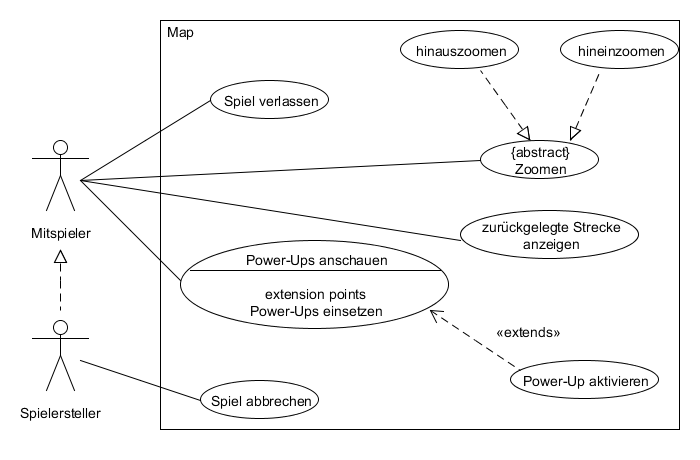 Map
hinauszoomen
hineinzoomen
Spiel verlassen
{abstract}
Zoomen
Mitspieler
zurückgelegte Strecke
anzeigen
Power-Ups anschauen
extension points
Power-Ups einsetzen
«extends»
Power-Up aktivieren
Spiel abbrechen
Spielersteller